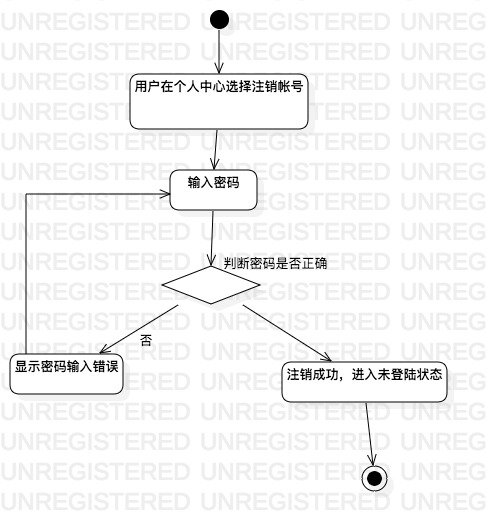 用户在个人中心选择注销帐号
输入密码
判断密码是否正确
否
显示密码输入错误
注销成功，进入未登陆状态
UNREGISTERED